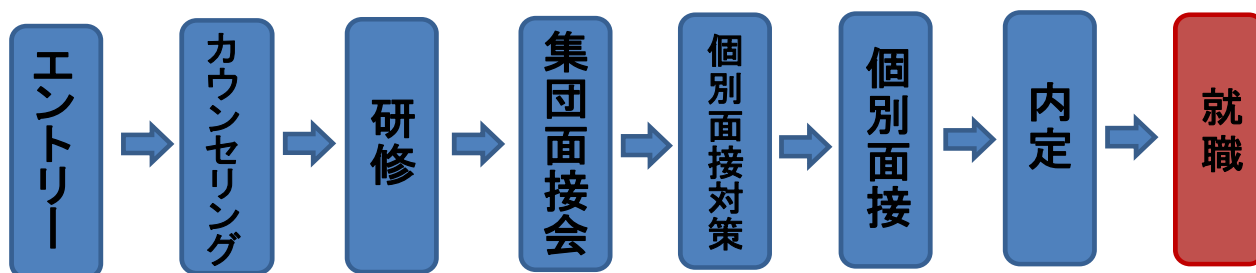 エントリー
カウンセリング
研修
集団面接会
個別面接対策
個別面接
内定
就職